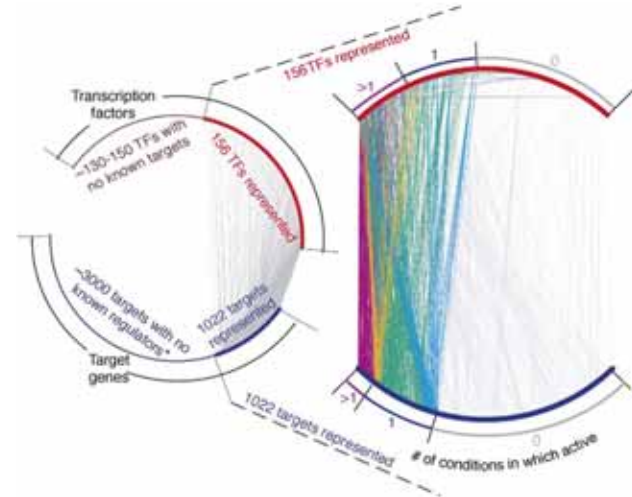 156TFs represented
>1
1
0
Transcription
factors
~130-150 TFs with
no known targets
156 TFs represented
~3000 targets with no
known regulators*
1022 targets
represented
Target
genes
1022 targets represented
>1
1
0
# of conditions in which active